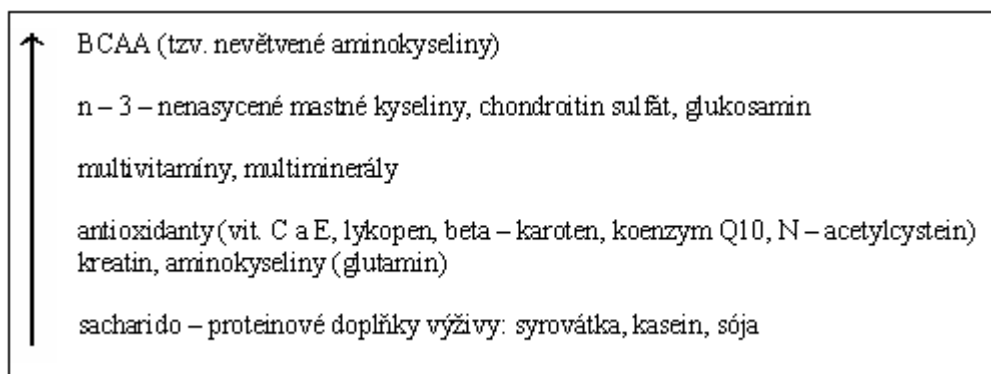 BCAA (tzv. nevětvené aminokyseliny)
n – 3 – nenasycené mastné kyseliny, chondroitin sulfát, glukosamin
multivitamíny, multiminerály
antioxidanty (vit. C a E, lykopen, beta – karoten, koenzym Q10, N – acetylcystein)
kreatin, aminokyseliny (glutamin)
sacharido – proteinové doplňky výživy: syrovátka, kasein, sója